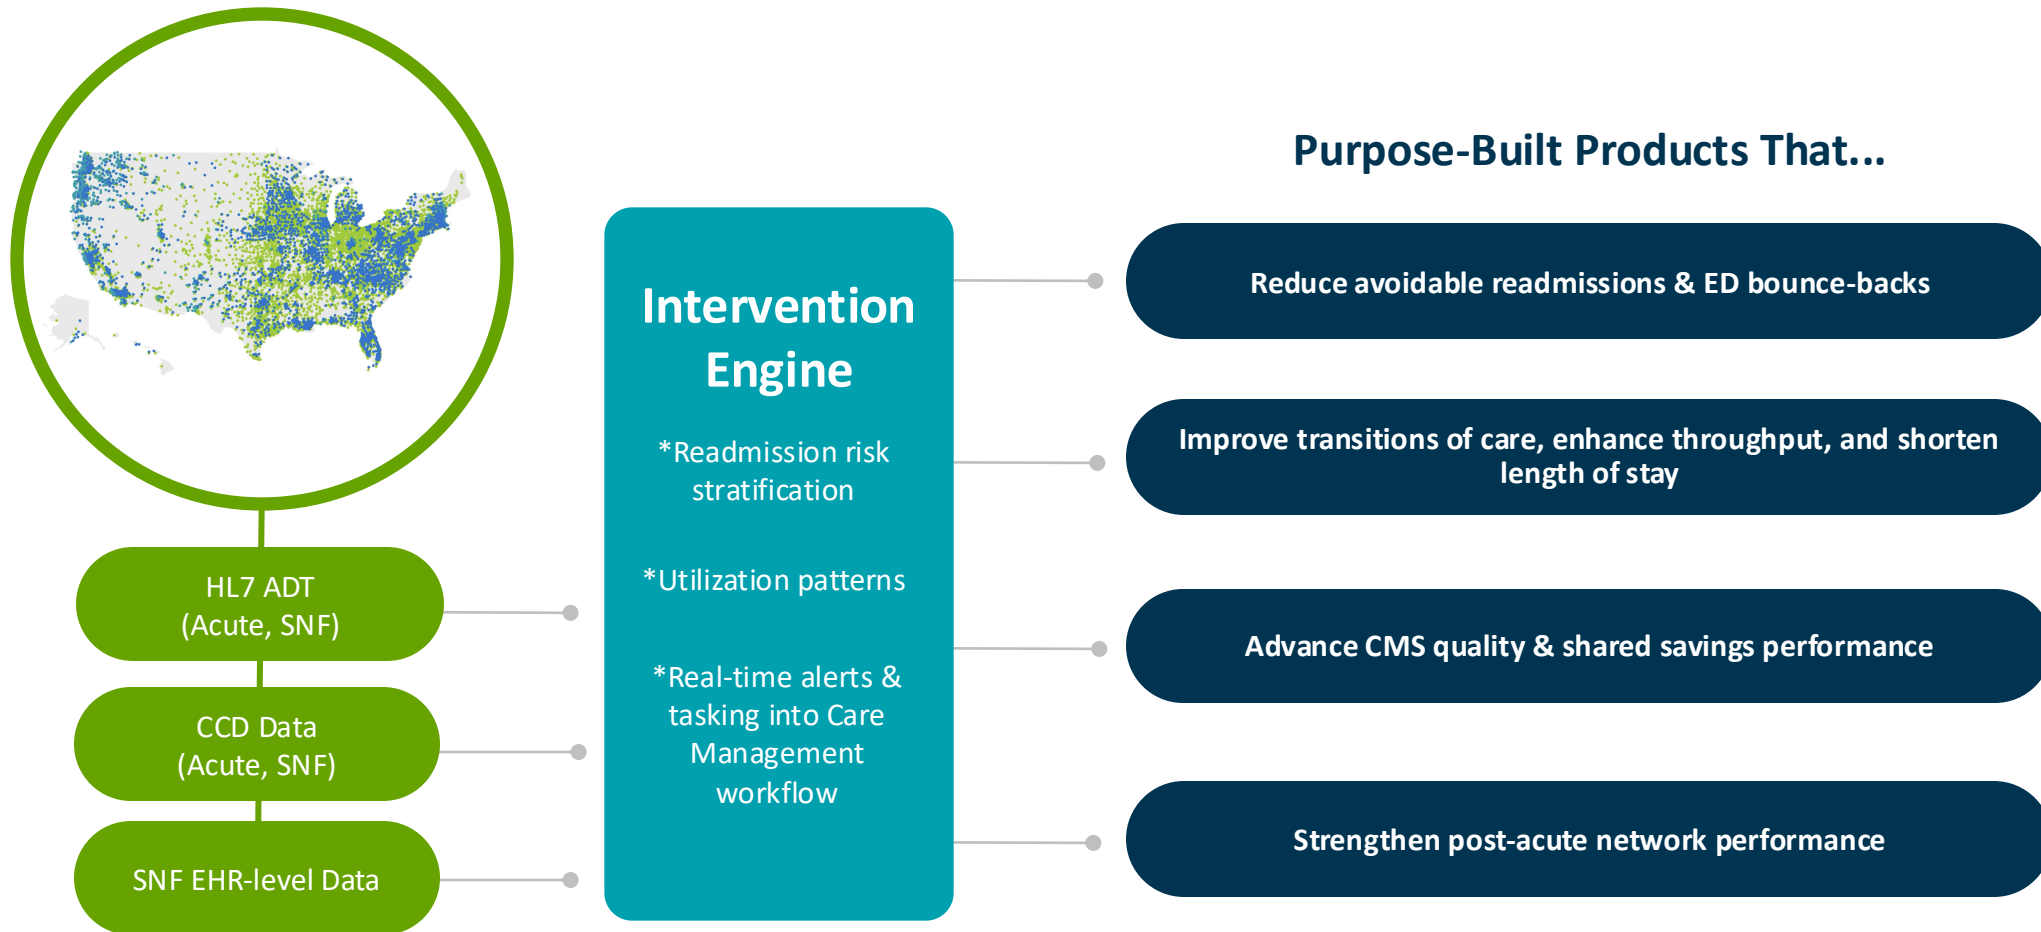 HL7 ADT
(Acute, SNF)
CCD Data
(Acute, SNF)
SNF EHR-level Data
Intervention
Engine
*Readmission risk
stratification
*Utilization patterns
*Real-time alerts &
tasking into Care
Management
workflow
Purpose-Built Products That...
Reduce avoidable readmissions & ED bounce-backs
Improve transitions of care, enhance throughput, and shorten
length of stay
Advance CMS quality & shared savings performance
Strengthen post-acute network performance